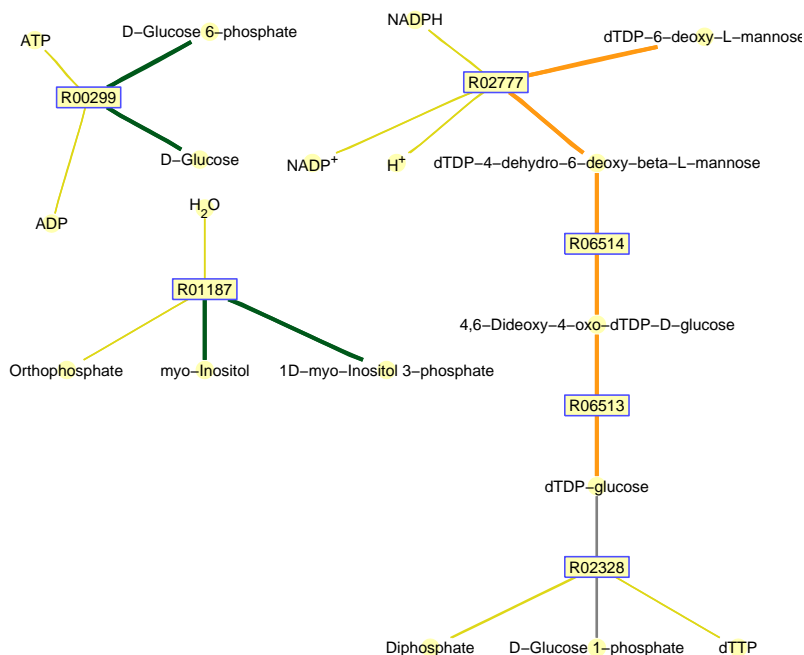 NADPH
D−Glucose 6−phosphate
dTDP−6−deoxy−L−mannose
ATP
R02777
R00299
D−Glucose
NADP+
H+
dTDP−4−dehydro−6−deoxy−beta−L−mannose
H2O
ADP
R06514
R01187
4,6−Dideoxy−4−oxo−dTDP−D−glucose
Orthophosphate
myo−Inositol
1D−myo−Inositol 3−phosphate
R06513
dTDP−glucose
R02328
Diphosphate
D−Glucose 1−phosphate
dTTP